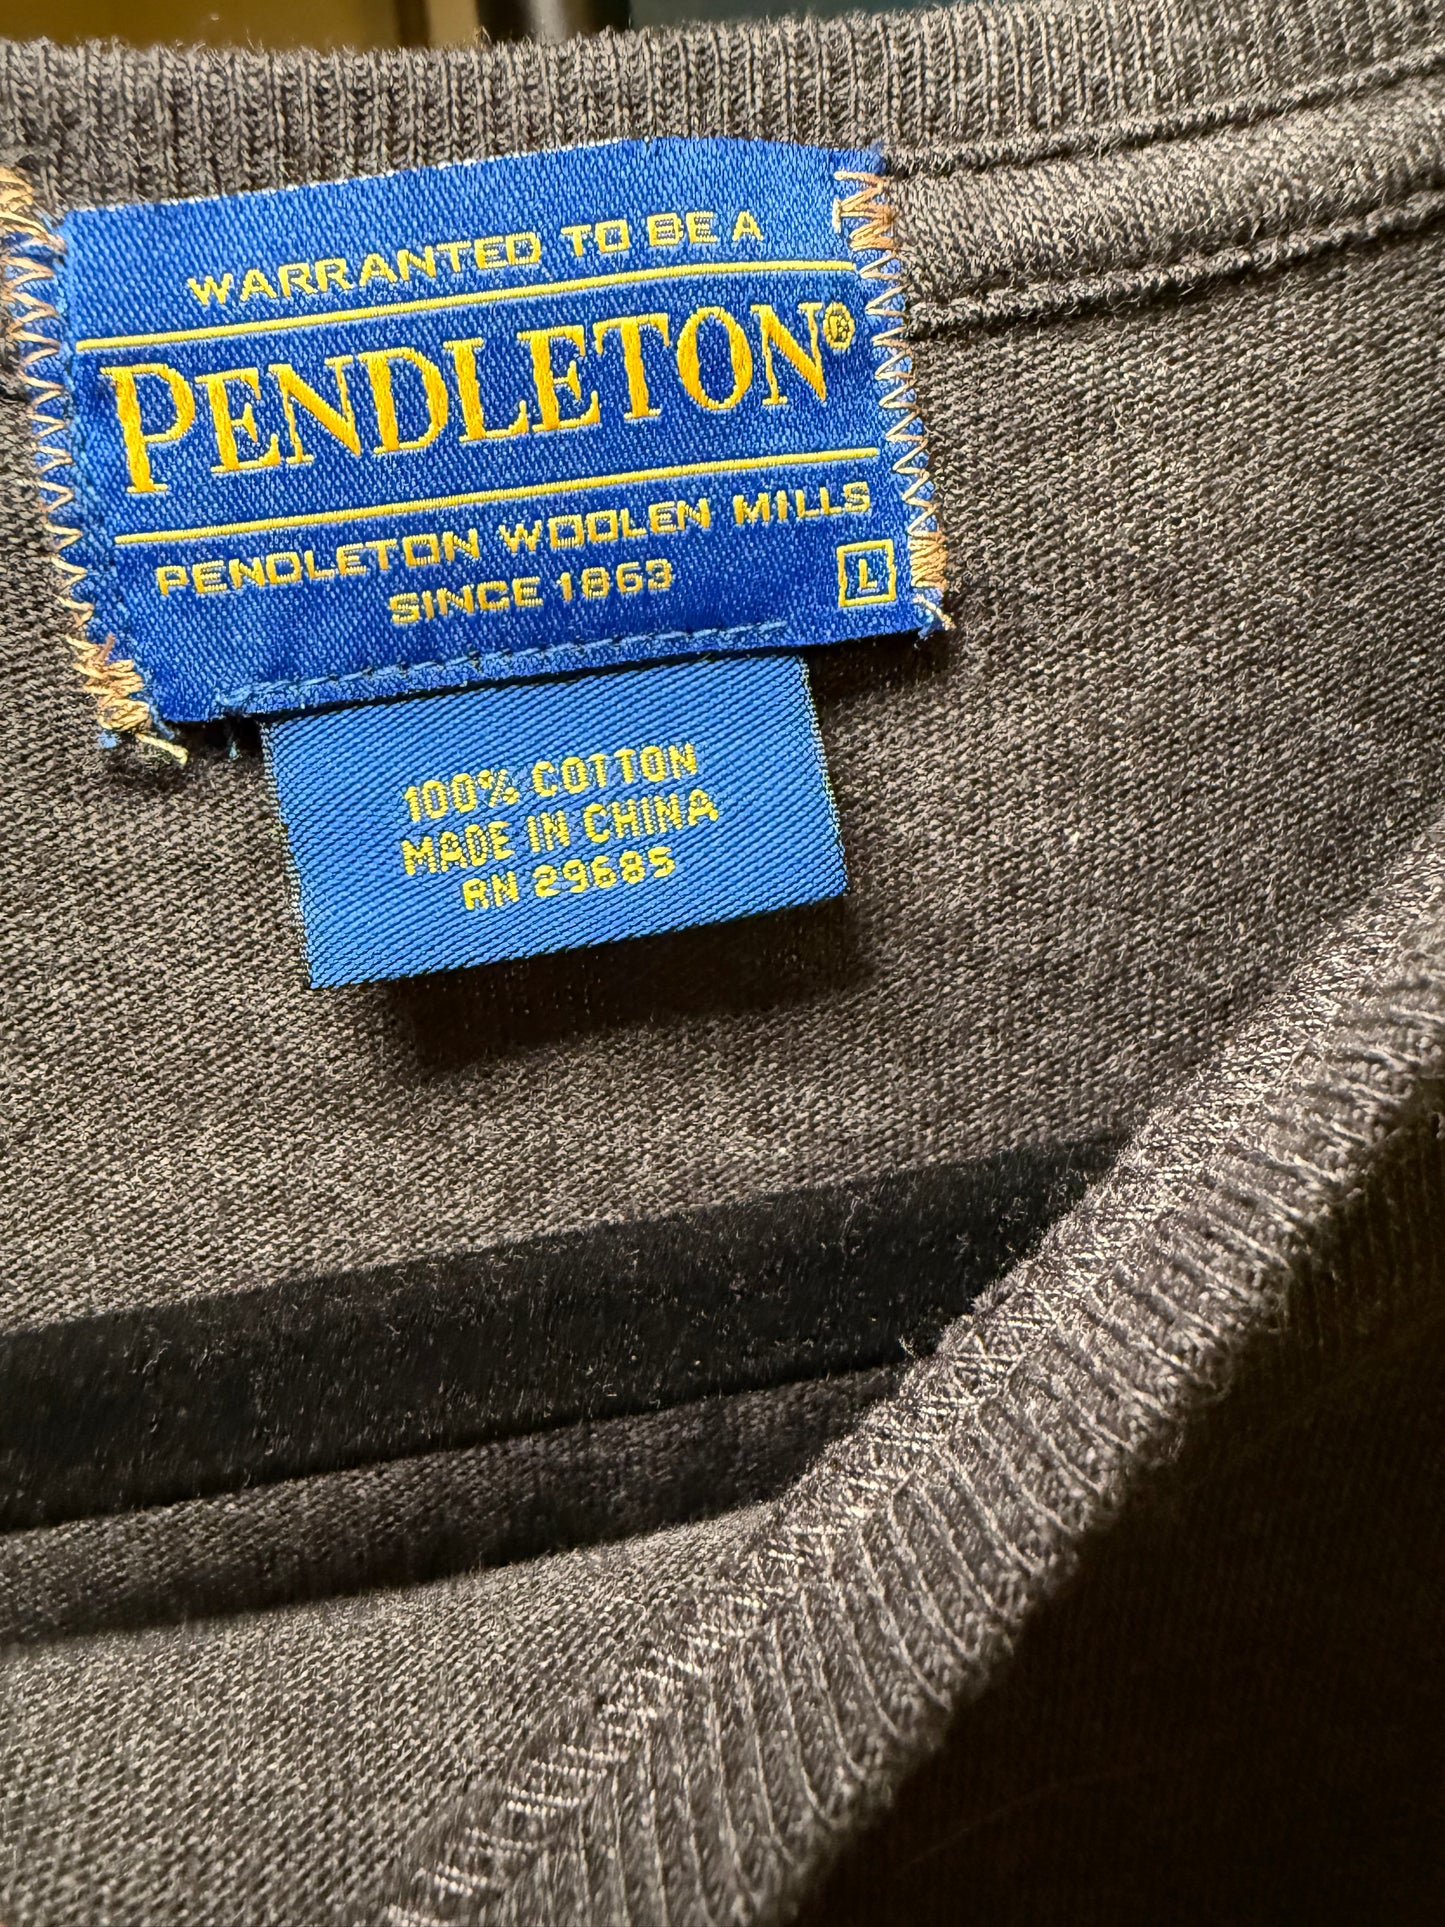 WARRANTED TO BE A
PENDLETON®
PENDLETON WOOLEN MILLS
SINCE 1863
L
100% COTTON
MADE IN CHINA
RN 29685